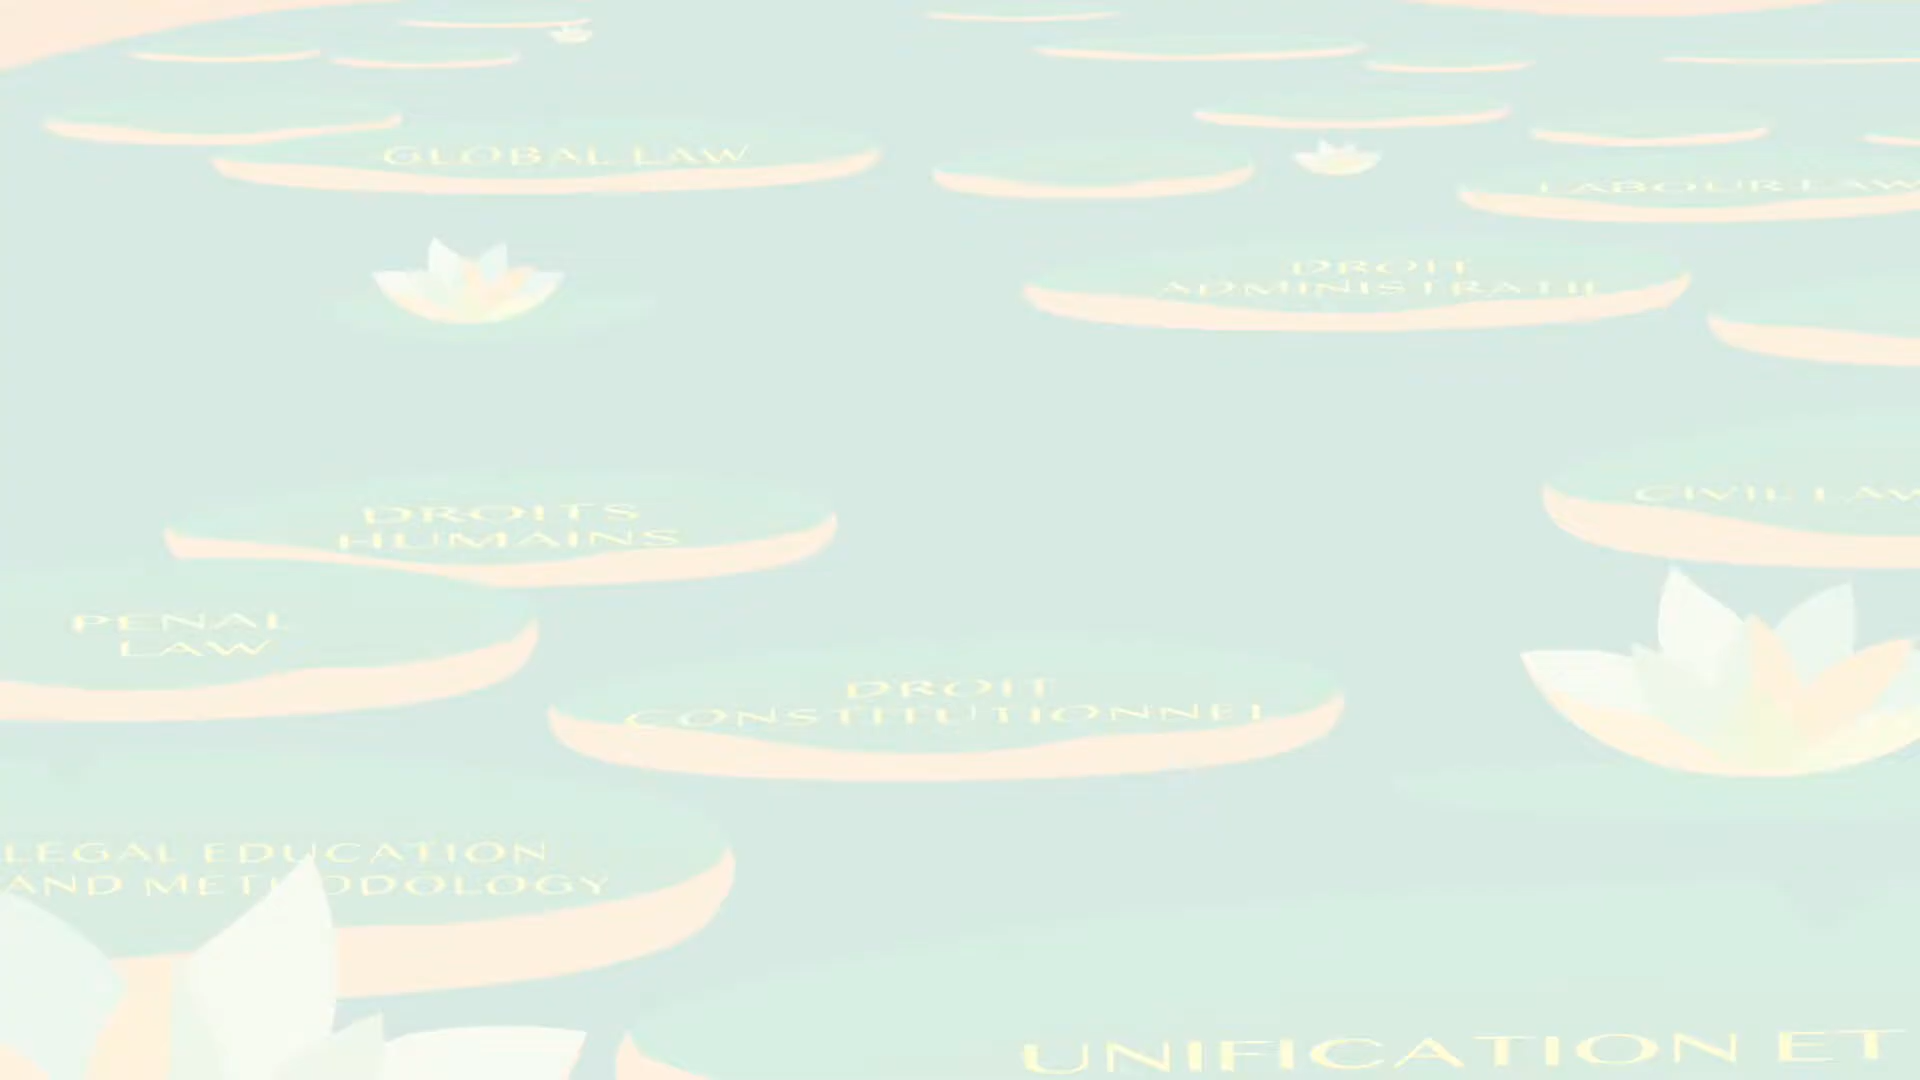 GLOBAL LAW
LABOUR LAW
DROIT
ADMINISTRATIF
CIVIL LAW
DROITS
HUMAINS
PENAL
LAW
DROIT
CONSTITUTIONNEL
LEGAL EDUCATION
AND METHODOLOGY
UNIFICATION ET